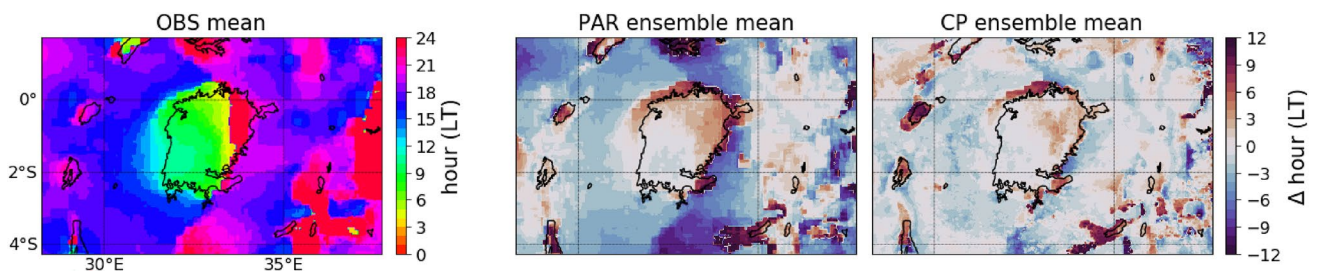 OBS mean
PAR ensemble mean
CP ensemble mean
0°
2°S
4°S
30°E
35°E
24
21
18
15
12
9
6
3
0
hour (LT)
12
9
6
3
0
−3
−6
−9
−12
Δ hour (LT)